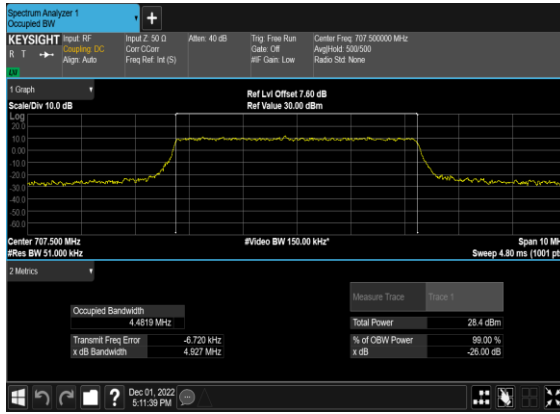 Spectrum Analyzer 1
Occupied BW
KEYSIGHT Input: RF Input Z: 50 Ω Atten: 40 dB Trig: Free Run Center Freq: 707.500000 MHz
R T Coupling: DC Corr CCorr Gate: Off Avg|Hold: 500/500
Align: Auto Freq Ref: Int (S) #IF Gain: Low Radio Std: None
1 Graph
Ref Lvl Offset 7.60 dB
Scale/Div 10.0 dB Ref Value 30.00 dBm
Log
20.0
10.0
0.00
-10.0
-20.0
-30.0
-40.0
-50.0
-60.0
Center 707.500 MHz #Video BW 150.00 kHz* Span 10 MH
#Res BW 51.000 kHz Sweep 4.80 ms (1001 pt
2 Metrics
Measure Trace Trace 1
Occupied Bandwidth
4.4819 MHz Total Power 28.4 dBm
Transmit Freq Error -6.720 kHz % of OBW Power 99.00 %
x dB Bandwidth 4.927 MHz x dB -26.00 dB
? Dec 01, 2022
5:11:39 PM